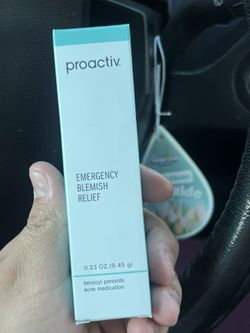 proactiv.
EMERGENCY
BLEMISH
RELIEF
0.33 OZ.(9.45 g)
benzoyl peroxide
acne medication